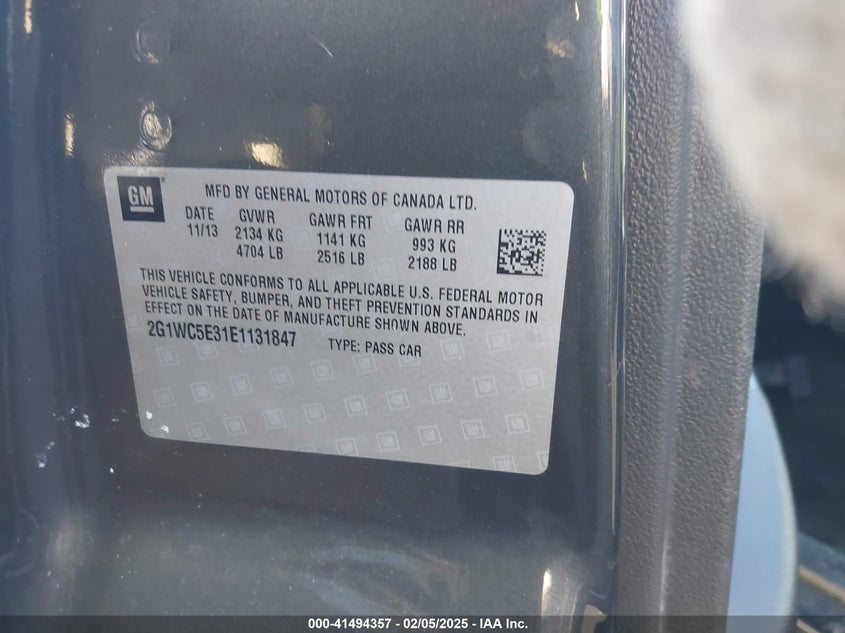 GM
MFD BY GENERAL MOTORS OF CANADA LTD.
DATE GVWR GAWR FRT GAWR RR
11/13 2134 KG 1141 KG 993 KG
4704 LB 2516 LB 2188 LB
THIS VEHICLE CONFORMS TO ALL APPLICABLE U.S. FEDERAL MOTOR
VEHICLE SAFETY, BUMPER, AND THEFT PREVENTION STANDARDS IN
EFFECT ON THE DATE OF MANUFACTURE SHOWN ABOVE.
2G1WC5E31E1131847 TYPE: PASS CAR
000-41494357 - 02/05/2025 - IAA Inc.